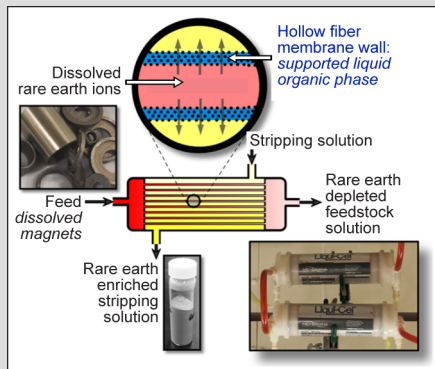 Hollow fiber
membrane wall:
supported liquid
organic phase
Dissolved
rare earth ions
Stripping solution
Feed
dissolved
magnets
Rare earth
depleted
feedstock
solution
Rare earth
enriched
stripping
solution
Liqui-Cel
Liqui-Cel